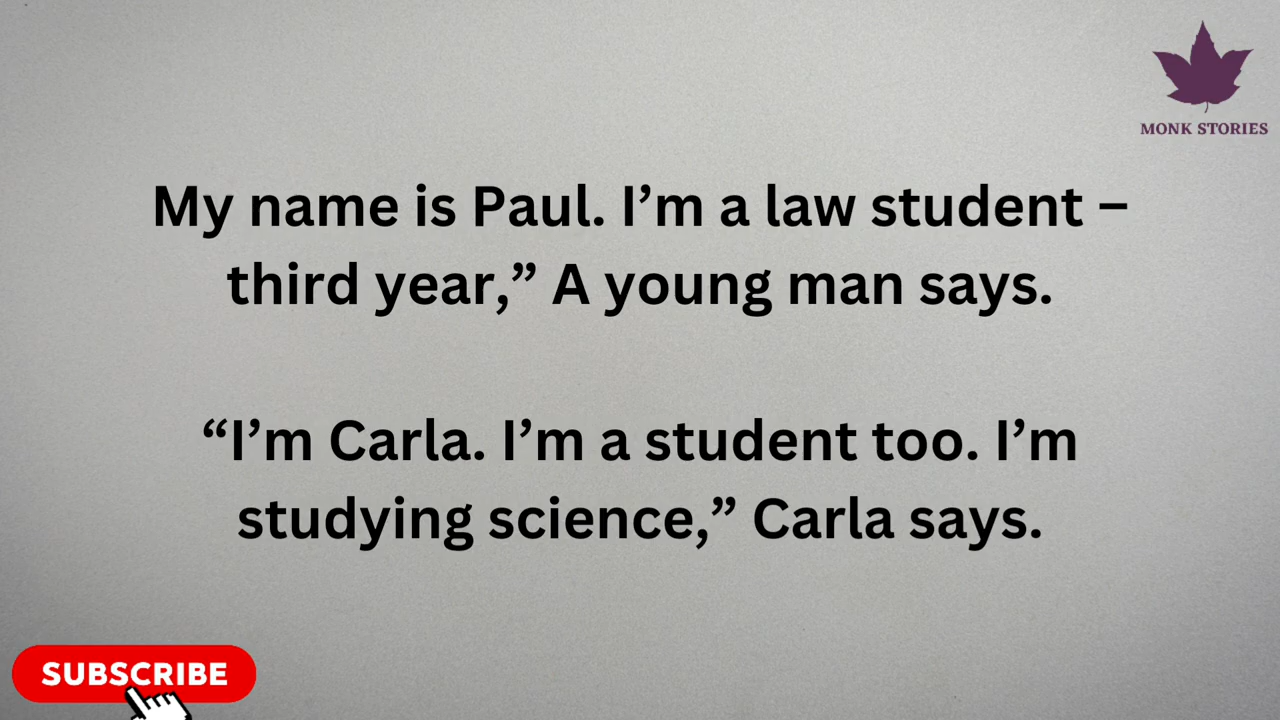 MONK STORIES
My name is Paul. I’m a law student –
third year,” A young man says.
“I’m Carla. I’m a student too. I’m
studying science,” Carla says.
SUBSCRIBE